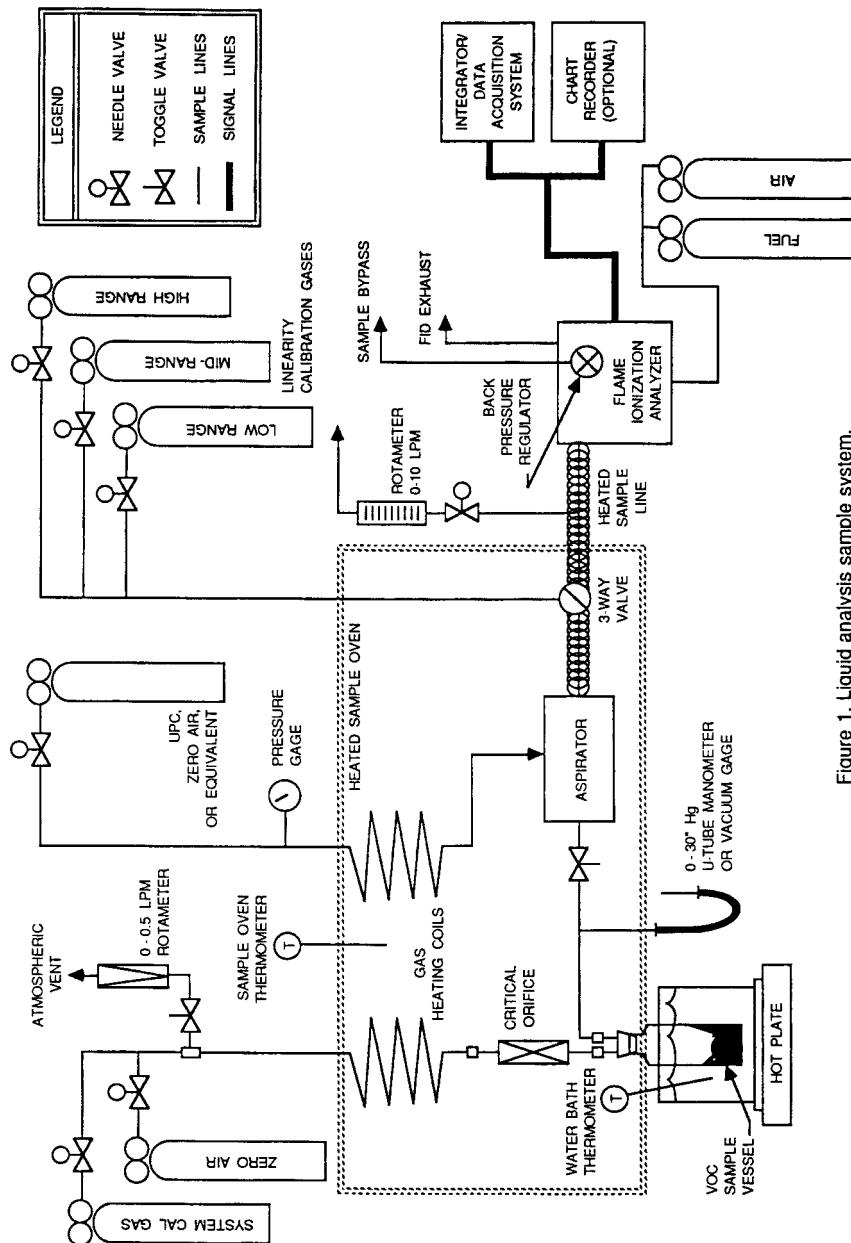 LEGEND
NEEDLE VALVE
TOGGLE VALVE
SAMPLE LINES
SIGNAL LINES
HIGH RANGE
MID-RANGE
LOW RANGE
LINEARITY
CALIBRATION GASES
UPC,
ZERO AIR,
OR EQUIVALENT
PRESSURE
GAGE
ATMOSPHERIC
VENT
0 - 0.5 LPM
ROTAMETER
SYSTEM CAL GAS
ZERO AIR
SAMPLE OVEN
THERMOMETER
T
HEATED SAMPLE OVEN
GAS
HEATING COILS
CRITICAL
ORIFICE
ASPIRATOR
3-WAY
VALVE
HEATED
SAMPLE
LINE
ROTAMETER
0-10 LPM
BACK
PRESSURE
REGULATOR
SAMPLE BYPASS
FID EXHAUST
FLAME
IONIZATION
ANALYZER
INTEGRATOR/
DATA
ACQUISITION
SYSTEM
CHART
RECORDER
(OPTIONAL)
FUEL
AIR
WATER BATH
THERMOMETER
T
VOC
SAMPLE
VESSEL
HOT PLATE
0 - 30" Hg
U-TUBE MANOMETER
OR VACUUM GAGE
Figure 1. Liquid analysis sample system.